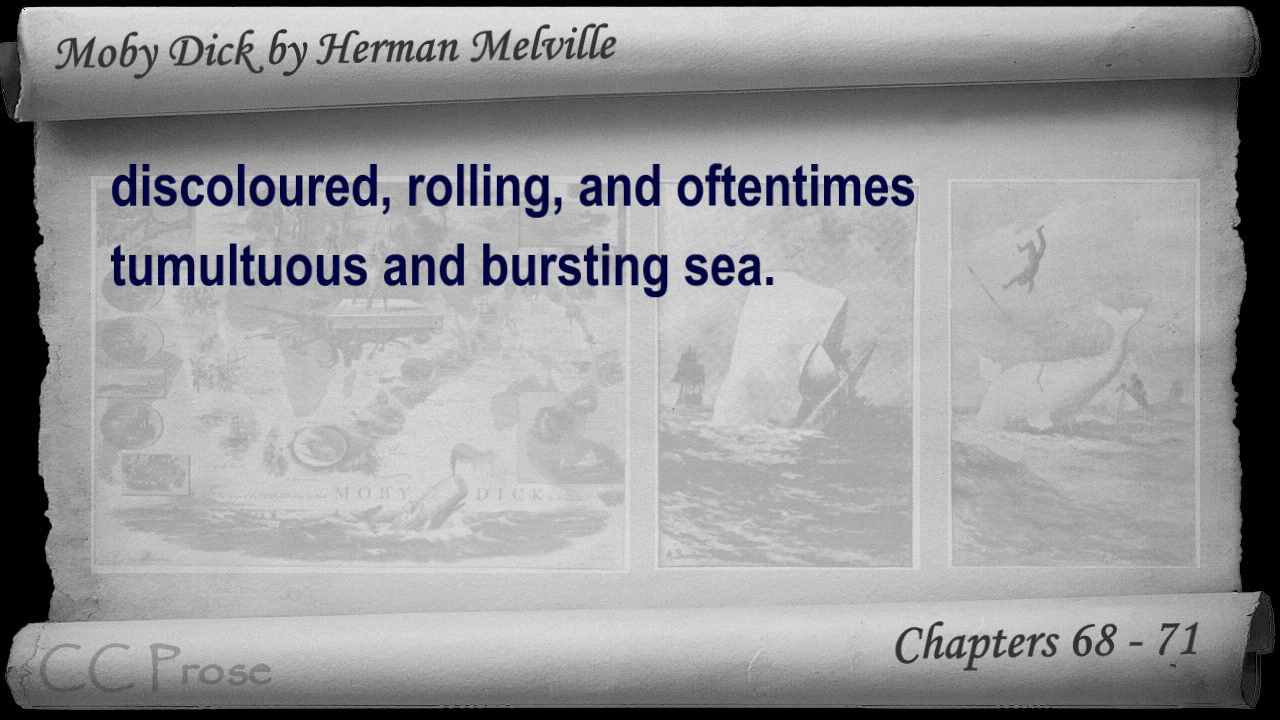 Moby Dick by Herman Melville
discoloured, rolling, and oftentimes
tumultuous and bursting sea.
MOBY DICK
Chapters 68 - 71
CC Prose